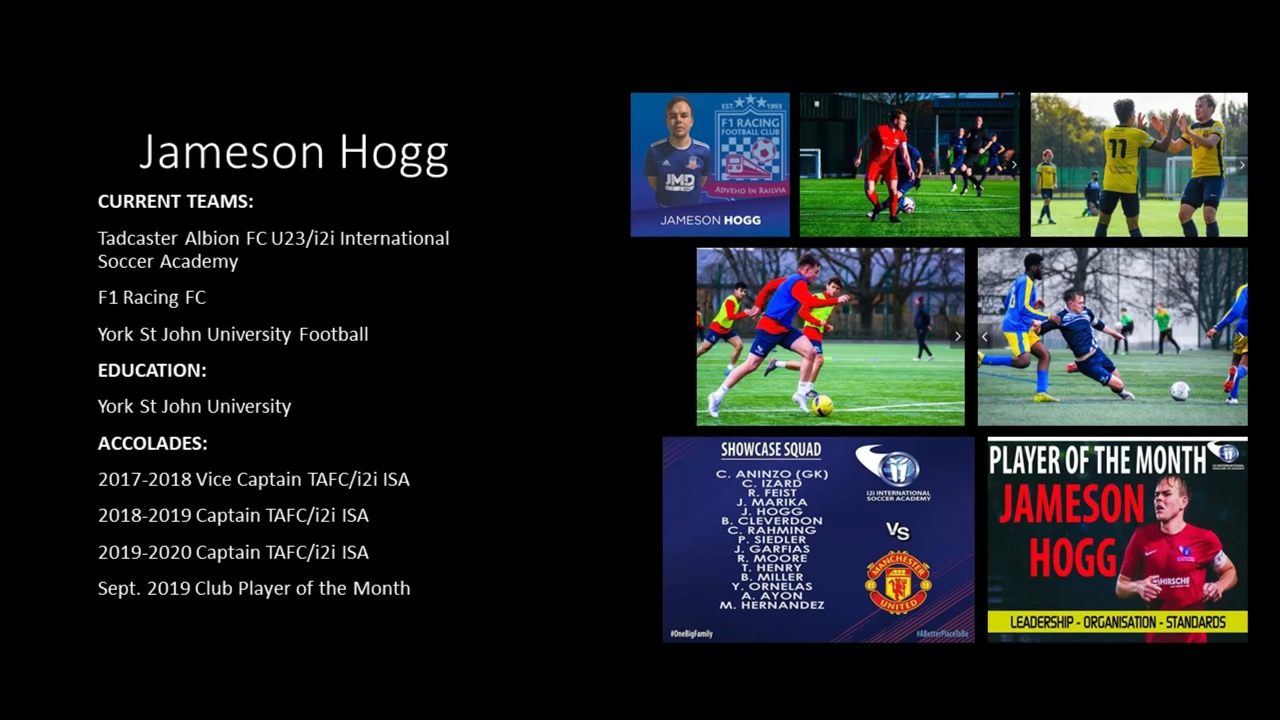 Jameson Hogg
CURRENT TEAMS:
Tadcaster Albion FC U23/i2i International
Soccer Academy
F1 Racing FC
York St John University Football
EDUCATION:
York St John University
ACCOLADES:
2017-2018 Vice Captain TAFC/i2i ISA
2018-2019 Captain TAFC/i2i ISA
2019-2020 Captain TAFC/i2i ISA
Sept. 2019 Club Player of the Month
EST. 1993
F1 RACING
FOOTBALL CLUB
JMD
ADVEHO IN RAILVIA
JAMESON HOGG
11
SHOWCASE SQUAD
C. ANINZO (GK)
C. IZARD
R. FEIST
J. MARIKA
J. HOGG
B. CLEVERDON
C. RAHMING
P. SIEDLER
J. GARFIAS
R. MOORE
T. HENRY
B. MILLER
Y. ORNELAS
A. AYON
M. HERNANDEZ
i2i INTERNATIONAL
SOCCER ACADEMY
VS
MANCHESTER
UNITED
#OneBigFamily
#ABetterPlaceToBe
PLAYER OF THE MONTH
i2i INTERNATIONAL
SOCCER ACADEMY
JAMESON
HOGG
HIRSCHE
LEADERSHIP - ORGANISATION - STANDARDS